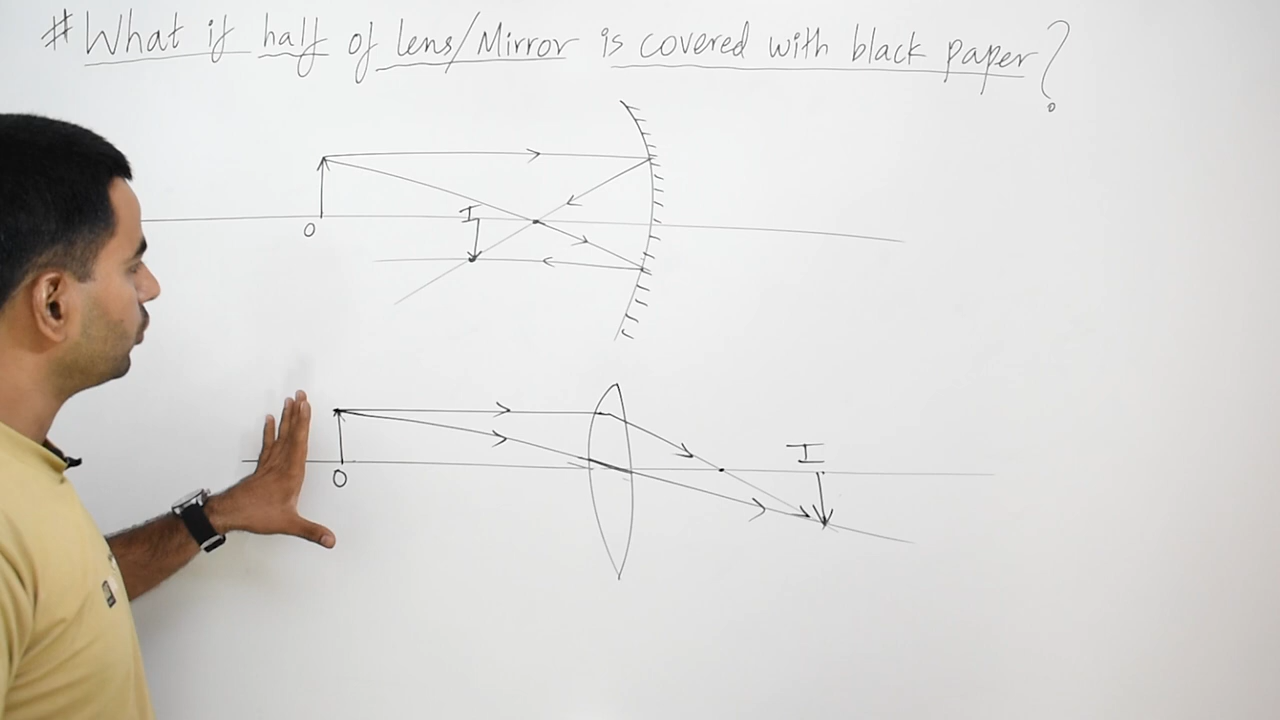 # What if half of lens/Mirror is covered with black paper?
I
O
I
O